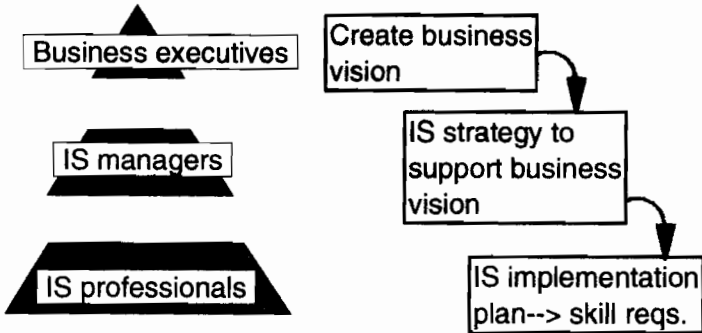 Business executives
Create business
vision
IS managers
IS strategy to
support business
vision
IS professionals
IS implementation
plan--> skill reqs.